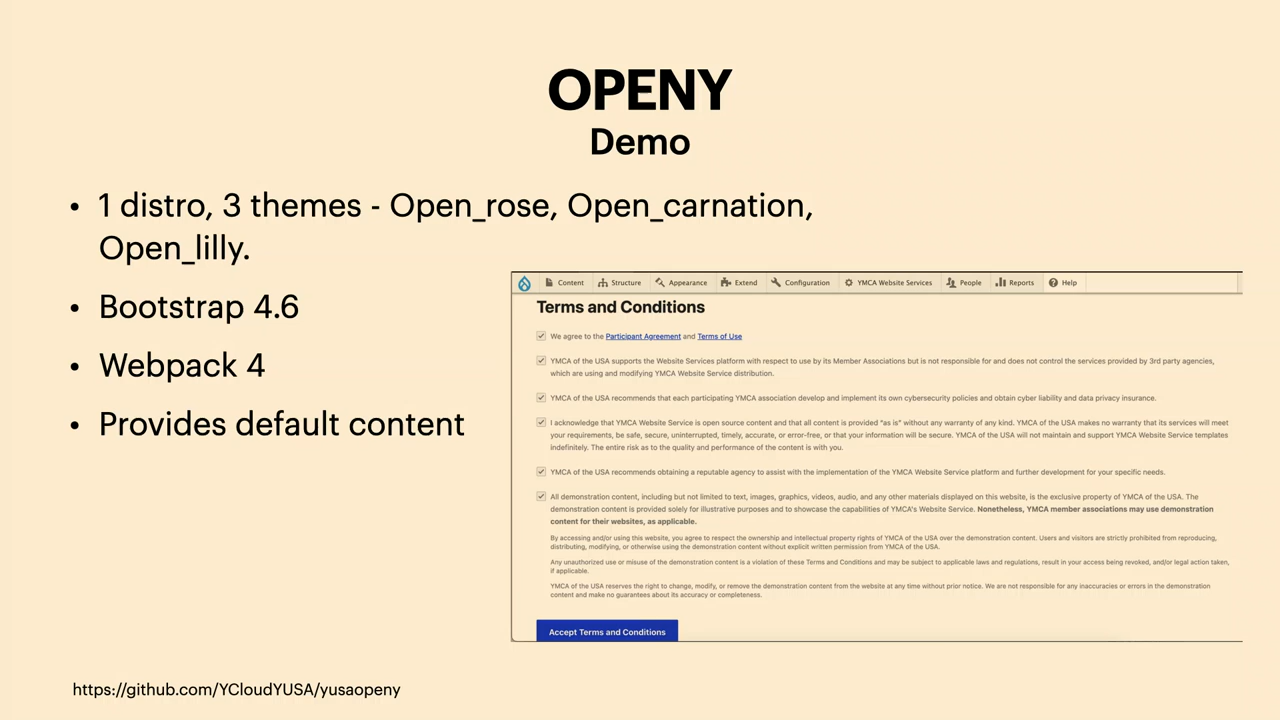 OPENY
Demo
• 1 distro, 3 themes - Open_rose, Open_carnation,
Open_lilly.
• Bootstrap 4.6
• Webpack 4
• Provides default content
Content Structure Appearance Extend Configuration YMCA Website Services People Reports Help
Terms and Conditions
We agree to the Participant Agreement and Terms of Use
YMCA of the USA supports the Website Services platform with respect to use by its Member Associations but is not responsible for and does not control the services provided by 3rd party agencies,
which are using and modifying YMCA Website Service distribution.
YMCA of the USA recommends that each participating YMCA association develop and implement its own cybersecurity policies and obtain cyber liability and data privacy insurance.
I acknowledge that YMCA Website Service is open source content and that all content is provided "as is" without any warranty of any kind. YMCA of the USA makes no warranty that its services will meet
your requirements, be safe, secure, uninterrupted, timely, accurate, or error-free, or that your information will be secure. YMCA of the USA will not maintain and support YMCA Website Service templates
indefinitely. The entire risk as to the quality and performance of the content is with you.
YMCA of the USA recommends obtaining a reputable agency to assist with the implementation of the YMCA Website Service platform and further development for your specific needs.
All demonstration content, including but not limited to text, images, graphics, videos, audio, and any other materials displayed on this website, is the exclusive property of YMCA of the USA. The
demonstration content is provided solely for illustrative purposes and to showcase the capabilities of YMCA's Website Service. Nonetheless, YMCA member associations may use demonstration
content for their websites, as applicable.
By accessing and/or using this website, you agree to respect the ownership and intellectual property rights of YMCA of the USA over the demonstration content. Users and visitors are strictly prohibited from reproducing,
distributing, modifying, or otherwise using the demonstration content without explicit written permission from YMCA of the USA.
Any unauthorized use or misuse of the demonstration content is a violation of these Terms and Conditions and may be subject to applicable laws and regulations, result in your access being revoked, and/or legal action taken,
if applicable.
YMCA of the USA reserves the right to change, modify, or remove the demonstration content from the website at any time without prior notice. We are not responsible for any inaccuracies or errors in the demonstration
content and make no guarantees about its accuracy or completeness.
Accept Terms and Conditions
https://github.com/YCloudYUSA/yusaopeny